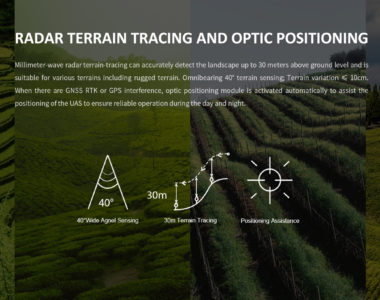 RADAR TERRAIN TRACING AND OPTIC POSITIONING
Millimeter-wave radar terrain-tracing can accurately detect the landscape up to 30 meters above ground level and is
suitable for various terrains including rugged terrain. Omnibearing 40° terrain sensing; Terrain variation ≤ 10cm.
When there are GNSS RTK or GPS interference, optic positioning module is activated automatically to assist the
positioning of the UAS to ensure reliable operation during the day and night.
40°
30m
40°Wide Agnel Sensing
30m Terrain Tracing
Positioning Assistance